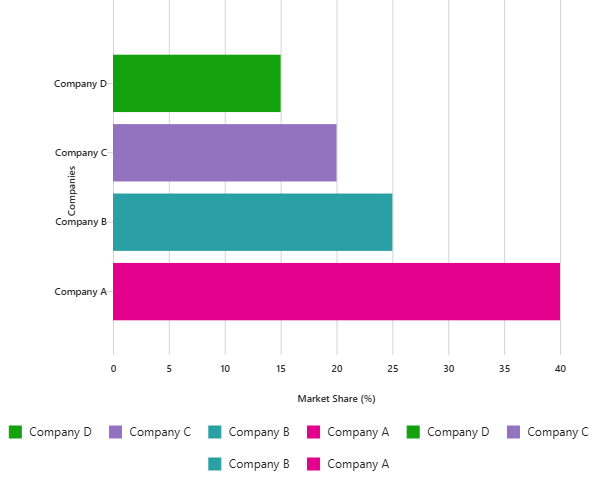 Company D
Company C
Companies
Company B
Company A
0 5 10 15 20 25 30 35 40
Market Share (%)
Company D Company C Company B Company A Company D Company C
Company B Company A